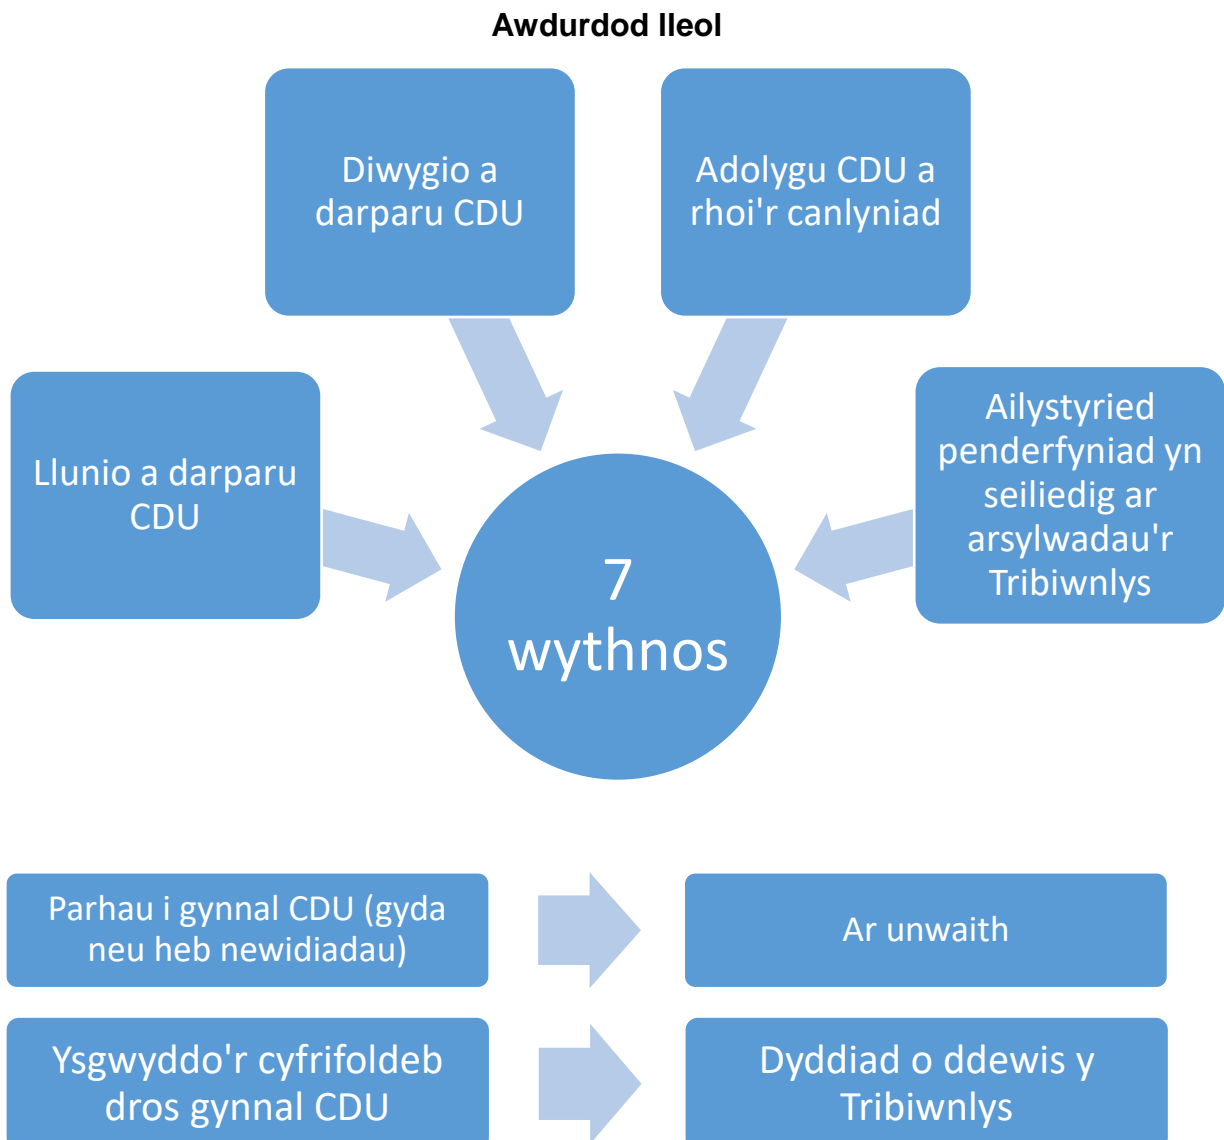 Awdurdod lleol
Diwygio a
darparu CDU
Adolygu CDU a
rhoi'r canlyniad
Llunio a darparu
CDU
Ailystyried
penderfyniad yn
seiliedig ar
arsylwadau'r
Tribiwnlys
7
wythnos
Parhau i gynnal CDU (gyda
neu heb newidiadau)
Ar unwaith
Ysgwyddo'r cyfrifoldeb
dros gynnal CDU
Dyddiad o ddewis y
Tribiwnlys